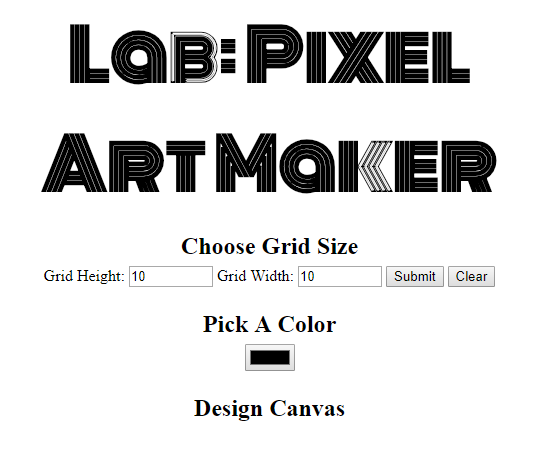 Lab: Pixel
Art Maker
Choose Grid Size
Grid Height: 10 Grid Width: 10 Submit Clear
Pick A Color
Design Canvas